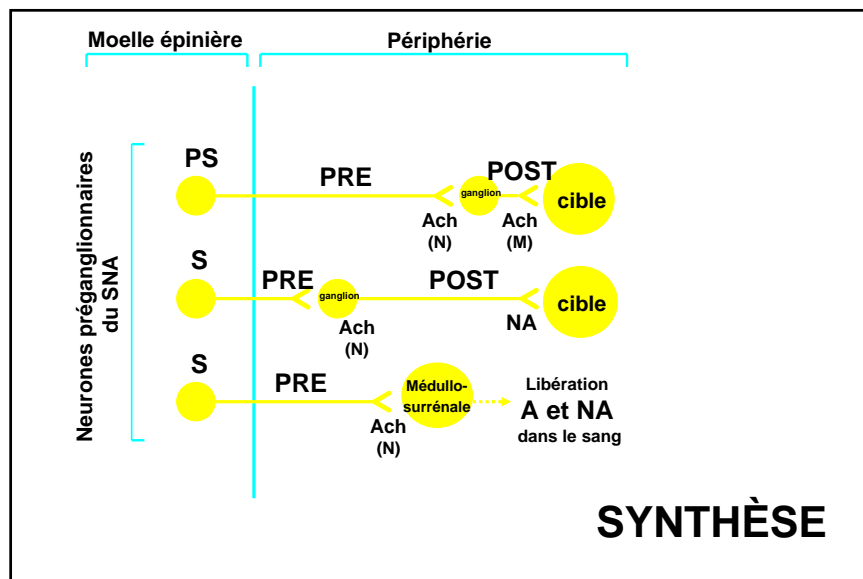 Moelle épinière
Périphérie
Neurones préganglionnaires
du SNA
PS
PRE
ganglion
POST
cible
Ach
(N)
Ach
(M)
S
PRE
ganglion
POST
cible
Ach
(N)
NA
S
PRE
Médullo-
surrénale
Ach
(N)
Libération
A et NA
dans le sang
SYNTHÈSE